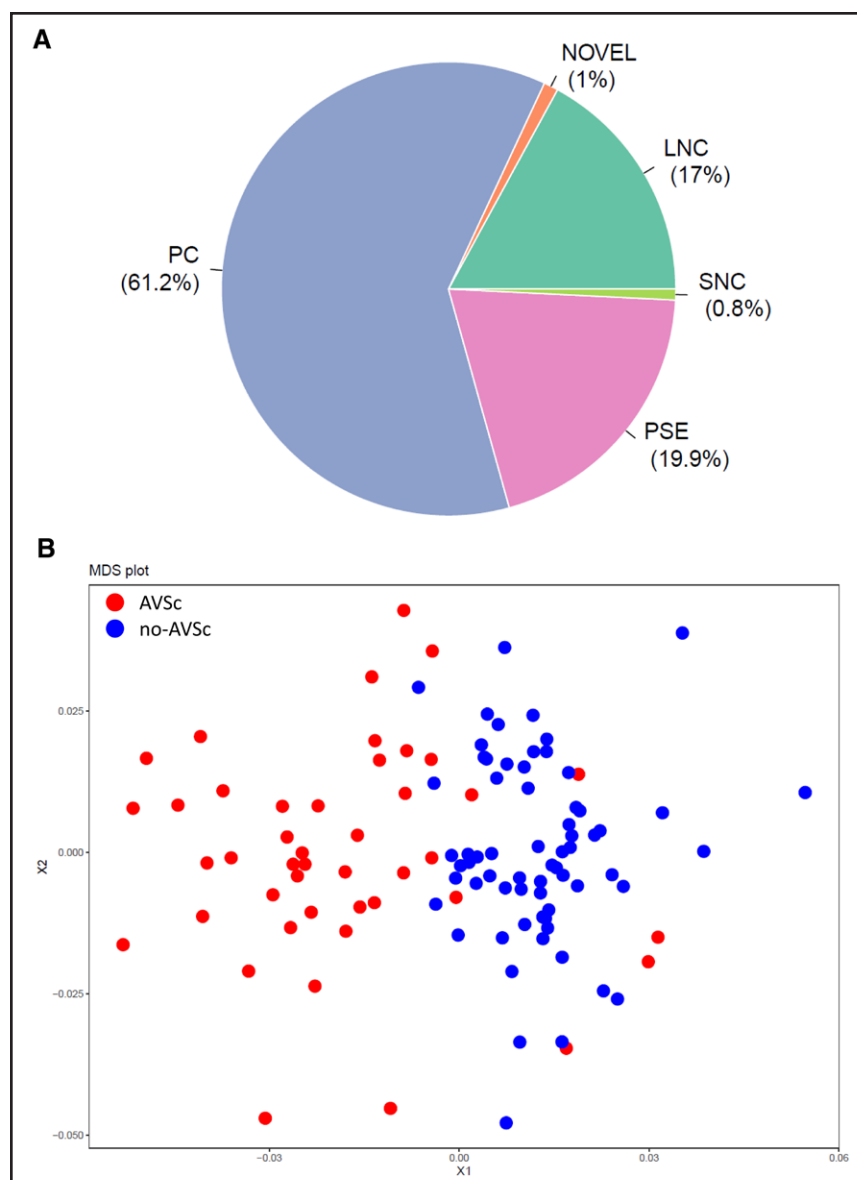 A
NOVEL
(1%)
LNC
(17%)
PC
(61.2%)
SNC
(0.8%)
PSE
(19.9%)
B
MDS plot
AVSc
no-AVSc
0.025
0.000
−0.025
−0.050
X2
−0.03
0.00
0.03
0.06
X1